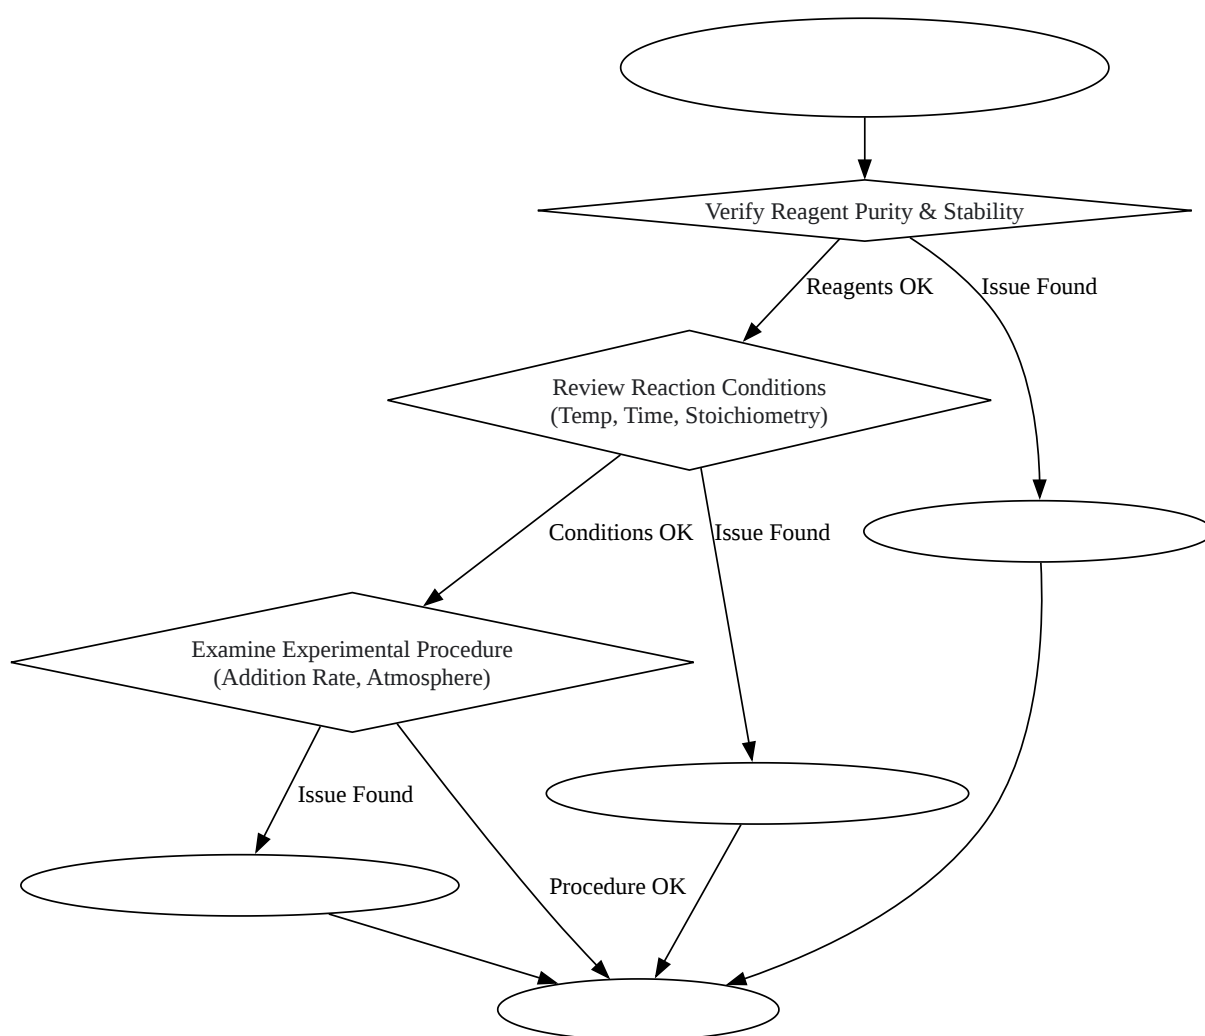 Verify Reagent Purity & Stability
Reagents OK
Issue Found
Review Reaction Conditions
(Temp, Time, Stoichiometry)
Conditions OK
Issue Found
Examine Experimental Procedure
(Addition Rate, Atmosphere)
Issue Found
Procedure OK